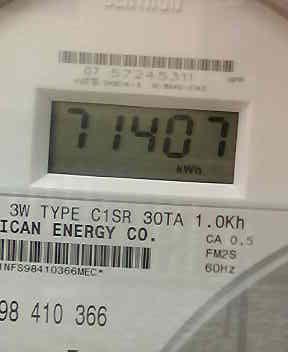 CENTRON
07 57245311
71407
kWh
3W TYPE C1SR 30TA 1.0Kh
ICAN ENERGY CO.
CA 0.5
FM2S
60Hz
INFS98410366MEC*
98 410 366